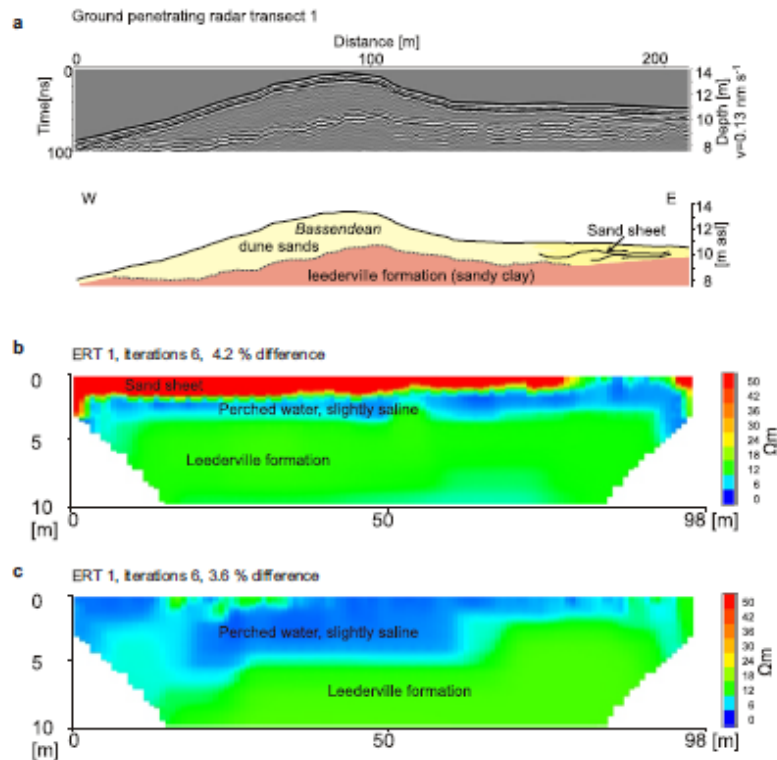 a
Ground penetrating radar transect 1
Distance [m]
0 100 200
Time[ns]
0
100
14
12
10
8
Depth [m]
v=0.13 nm s⁻¹
W E
Bassendean
dune sands
Sand sheet
leederville formation (sandy clay)
14
12
10
8
[m asl]
b
ERT 1, Iterations 6, 4.2 % difference
0
5
10
[m]
Sand sheet
Perched water, slightly saline
Leederville formation
0 50 98 [m]
50
52
36
30
24
18
12
6
0
Ωm
c
ERT 1, Iterations 6, 3.6 % difference
0
5
10
[m]
Perched water, slightly saline
Leederville formation
0 50 98 [m]
50
52
36
30
24
18
12
6
0
Ωm